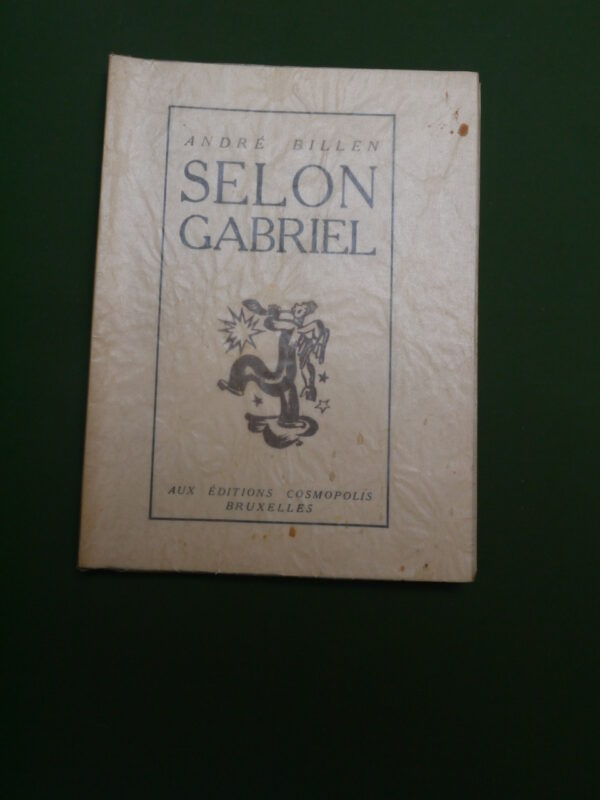 ANDRÉ BILLEN
SELON
GABRIEL
AUX ÉDITIONS COSMOPOLIS
BRUXELLES